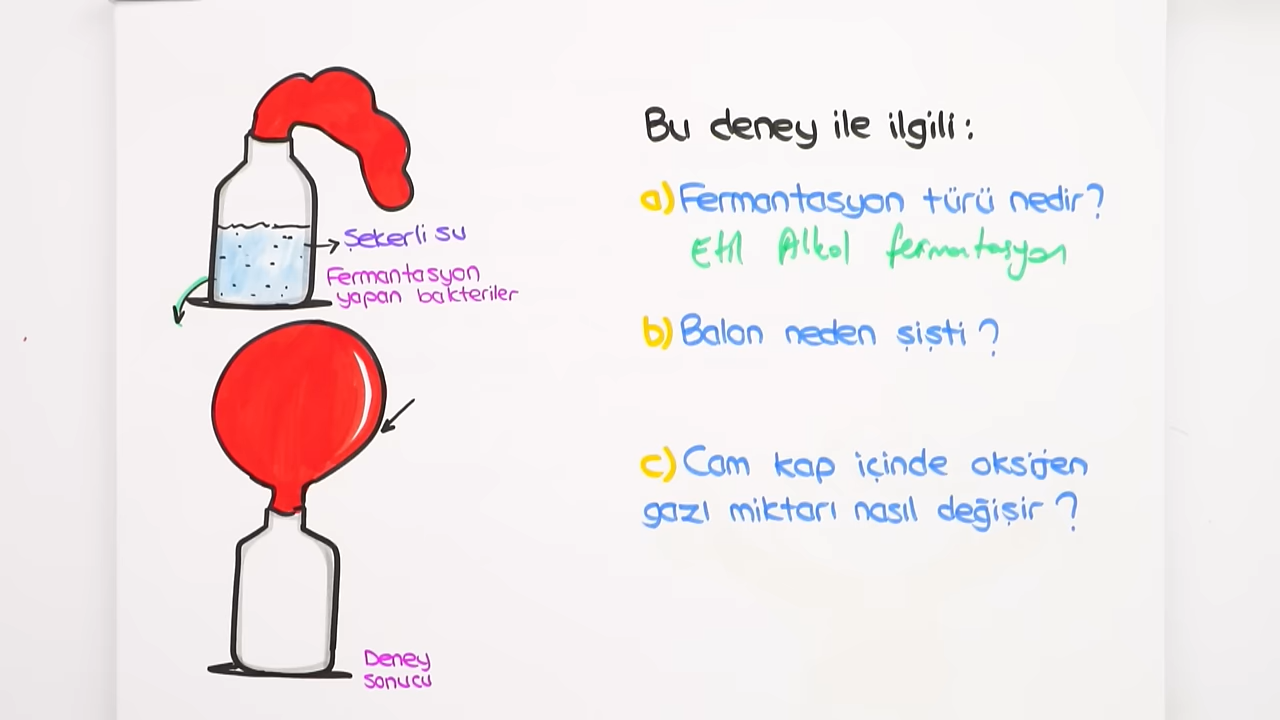 Bu deney ile ilgili:
a) Fermantasyon türü nedir?
Etil Alkol fermantasyon
Şekerli su
Fermantasyon
yapan bakteriler
b) Balon neden şişti?
c) Cam kap içinde oksijen
gazı miktarı nasıl değişir?
Deney
sonucu